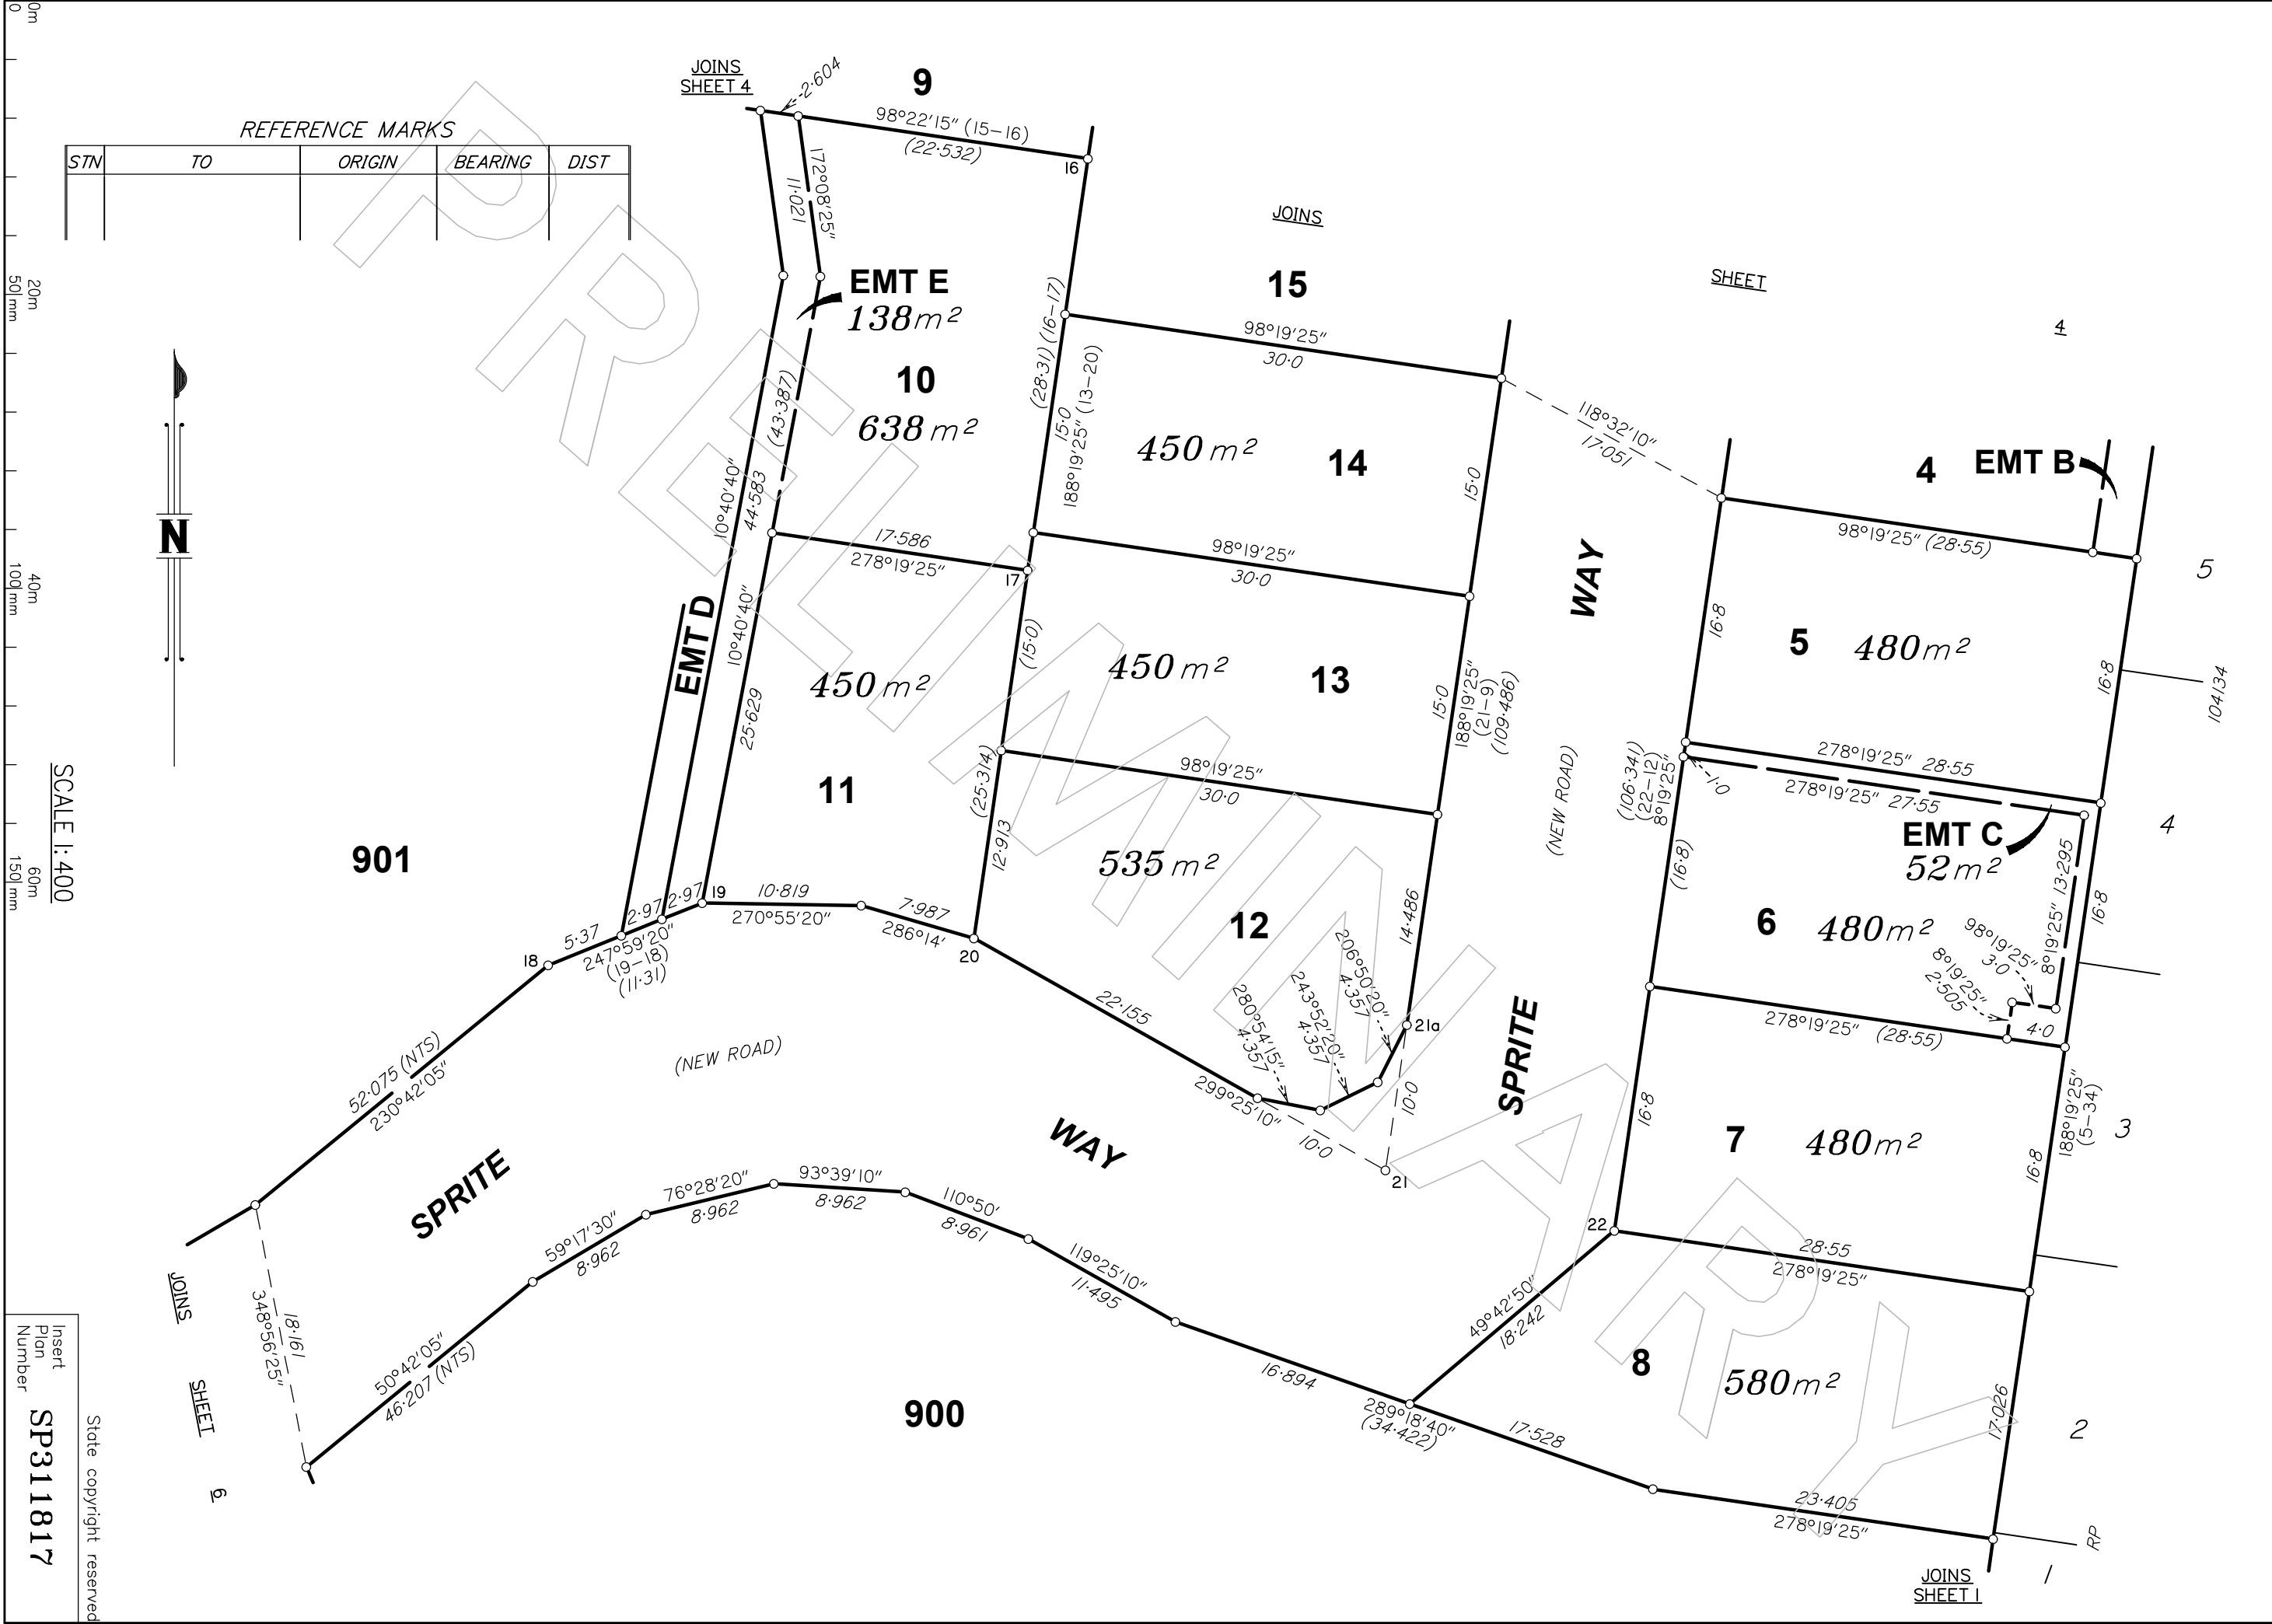 0m
0
20m
50|mm
40m
100|mm
60m
150|mm
SCALE 1:400
REFERENCE MARKS
STN TO ORIGIN BEARING DIST
N
JOINS
SHEET 4
2·604
9
98°22'15" (15–16)
(22·532)
16
172°08'25"
11·021
EMT E
138m²
10
638m²
(43·387)
10°40'40"
44·583
(28·31) (16–17)
15·0
188°19'25" (13–20)
17·586
278°19'25"
17
JOINS
SHEET
4
15
98°19'25"
30·0
450m²
14
15·0
98°19'25"
30·0
118°32'10"
17·051
WAY
4
EMT B
98°19'25" (28·55)
5
16·8
5
480m²
16·8
104134
EMT D
10°40'40"
25·629
450m²
11
(15·0)
(25·314)
450m²
13
15·0
188°19'25"
(21–9)
(109·486)
98°19'25"
30·0
12·913
535m²
12
14·486
(NEW ROAD)
(106·341)
(22–12)
8°19'25"
1·0
278°19'25" 28·55
278°19'25" 27·55
EMT C
52m²
4
(16·8)
6
480m²
8°19'25" 13·295
16·8
98°19'25"
3·0
8°19'25"
2·505
4·0
278°19'25" (28·55)
901
19
10·819
270°55'20"
7·987
286°14'
20
2·97
2·97
5·37
18
247°59'20"
(19–18)
(11·31)
22·155
299°25'10"
280°54'15"
4·357
243°52'20"
4·357
206°50'20"
4·357
21a
10·0
10·0
21
SPRITE
52·075 (NTS)
230°42'05"
(NEW ROAD)
SPRITE
WAY
16·8
7
480m²
188°19'25"
(5–34)
16·8
3
22
28·55
278°19'25"
50°42'05"
46·207 (NTS)
59°17'30"
8·962
76°28'20"
8·962
93°39'10"
8·962
110°50'
8·961
119°25'10"
11·495
16·894
49°42'50"
18·242
289°18'40"
(34·422)
8
580m²
17·528
17·026
2
23·405
278°19'25"
RP
1
JOINS
SHEET 1
900
18·161
348°56'25"
JOINS
SHEET
6
State copyright reserved
Insert
Plan
Number
SP311817
PRELIMINARY